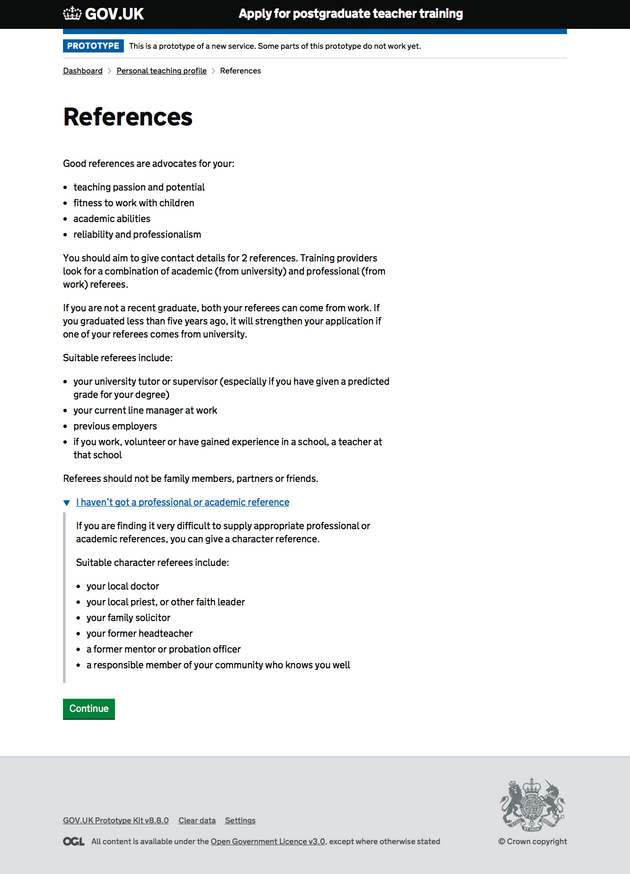 GOV.UK
Apply for postgraduate teacher training
PROTOTYPE
This is a prototype of a new service. Some parts of this prototype do not work yet.
Dashboard > Personal teaching profile > References
References
Good references are advocates for your:
• teaching passion and potential
• fitness to work with children
• academic abilities
• reliability and professionalism
You should aim to give contact details for 2 references. Training providers
look for a combination of academic (from university) and professional (from
work) referees.
If you are not a recent graduate, both your referees can come from work. If
you graduated less than five years ago, it will strengthen your application if
one of your referees comes from university.
Suitable referees include:
• your university tutor or supervisor (especially if you have given a predicted
grade for your degree)
• your current line manager at work
• previous employers
• if you work, volunteer or have gained experience in a school, a teacher at
that school
Referees should not be family members, partners or friends.
▼ I haven't got a professional or academic reference
If you are finding it very difficult to supply appropriate professional or
academic references, you can give a character reference.
Suitable character referees include:
• your local doctor
• your local priest, or other faith leader
• your family solicitor
• your former headteacher
• a former mentor or probation officer
• a responsible member of your community who knows you well
Continue
GOV.UK Prototype Kit v8.8.0 Clear data Settings
OGL All content is available under the Open Government Licence v3.0, except where otherwise stated
© Crown copyright